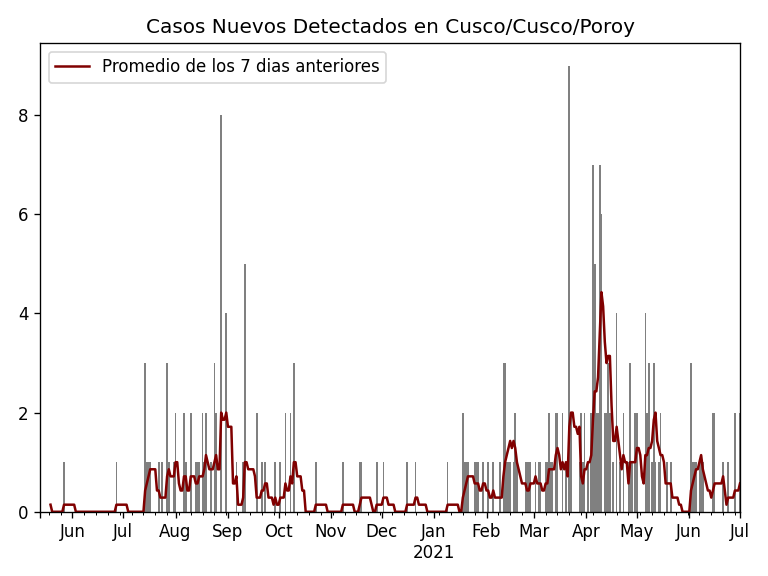 Casos Nuevos Detectados en Cusco/Cusco/Poroy
Promedio de los 7 dias anteriores
8
6
4
2
0
Jun Jul Aug Sep Oct Nov Dec Jan Feb Mar Apr May Jun Jul
2021